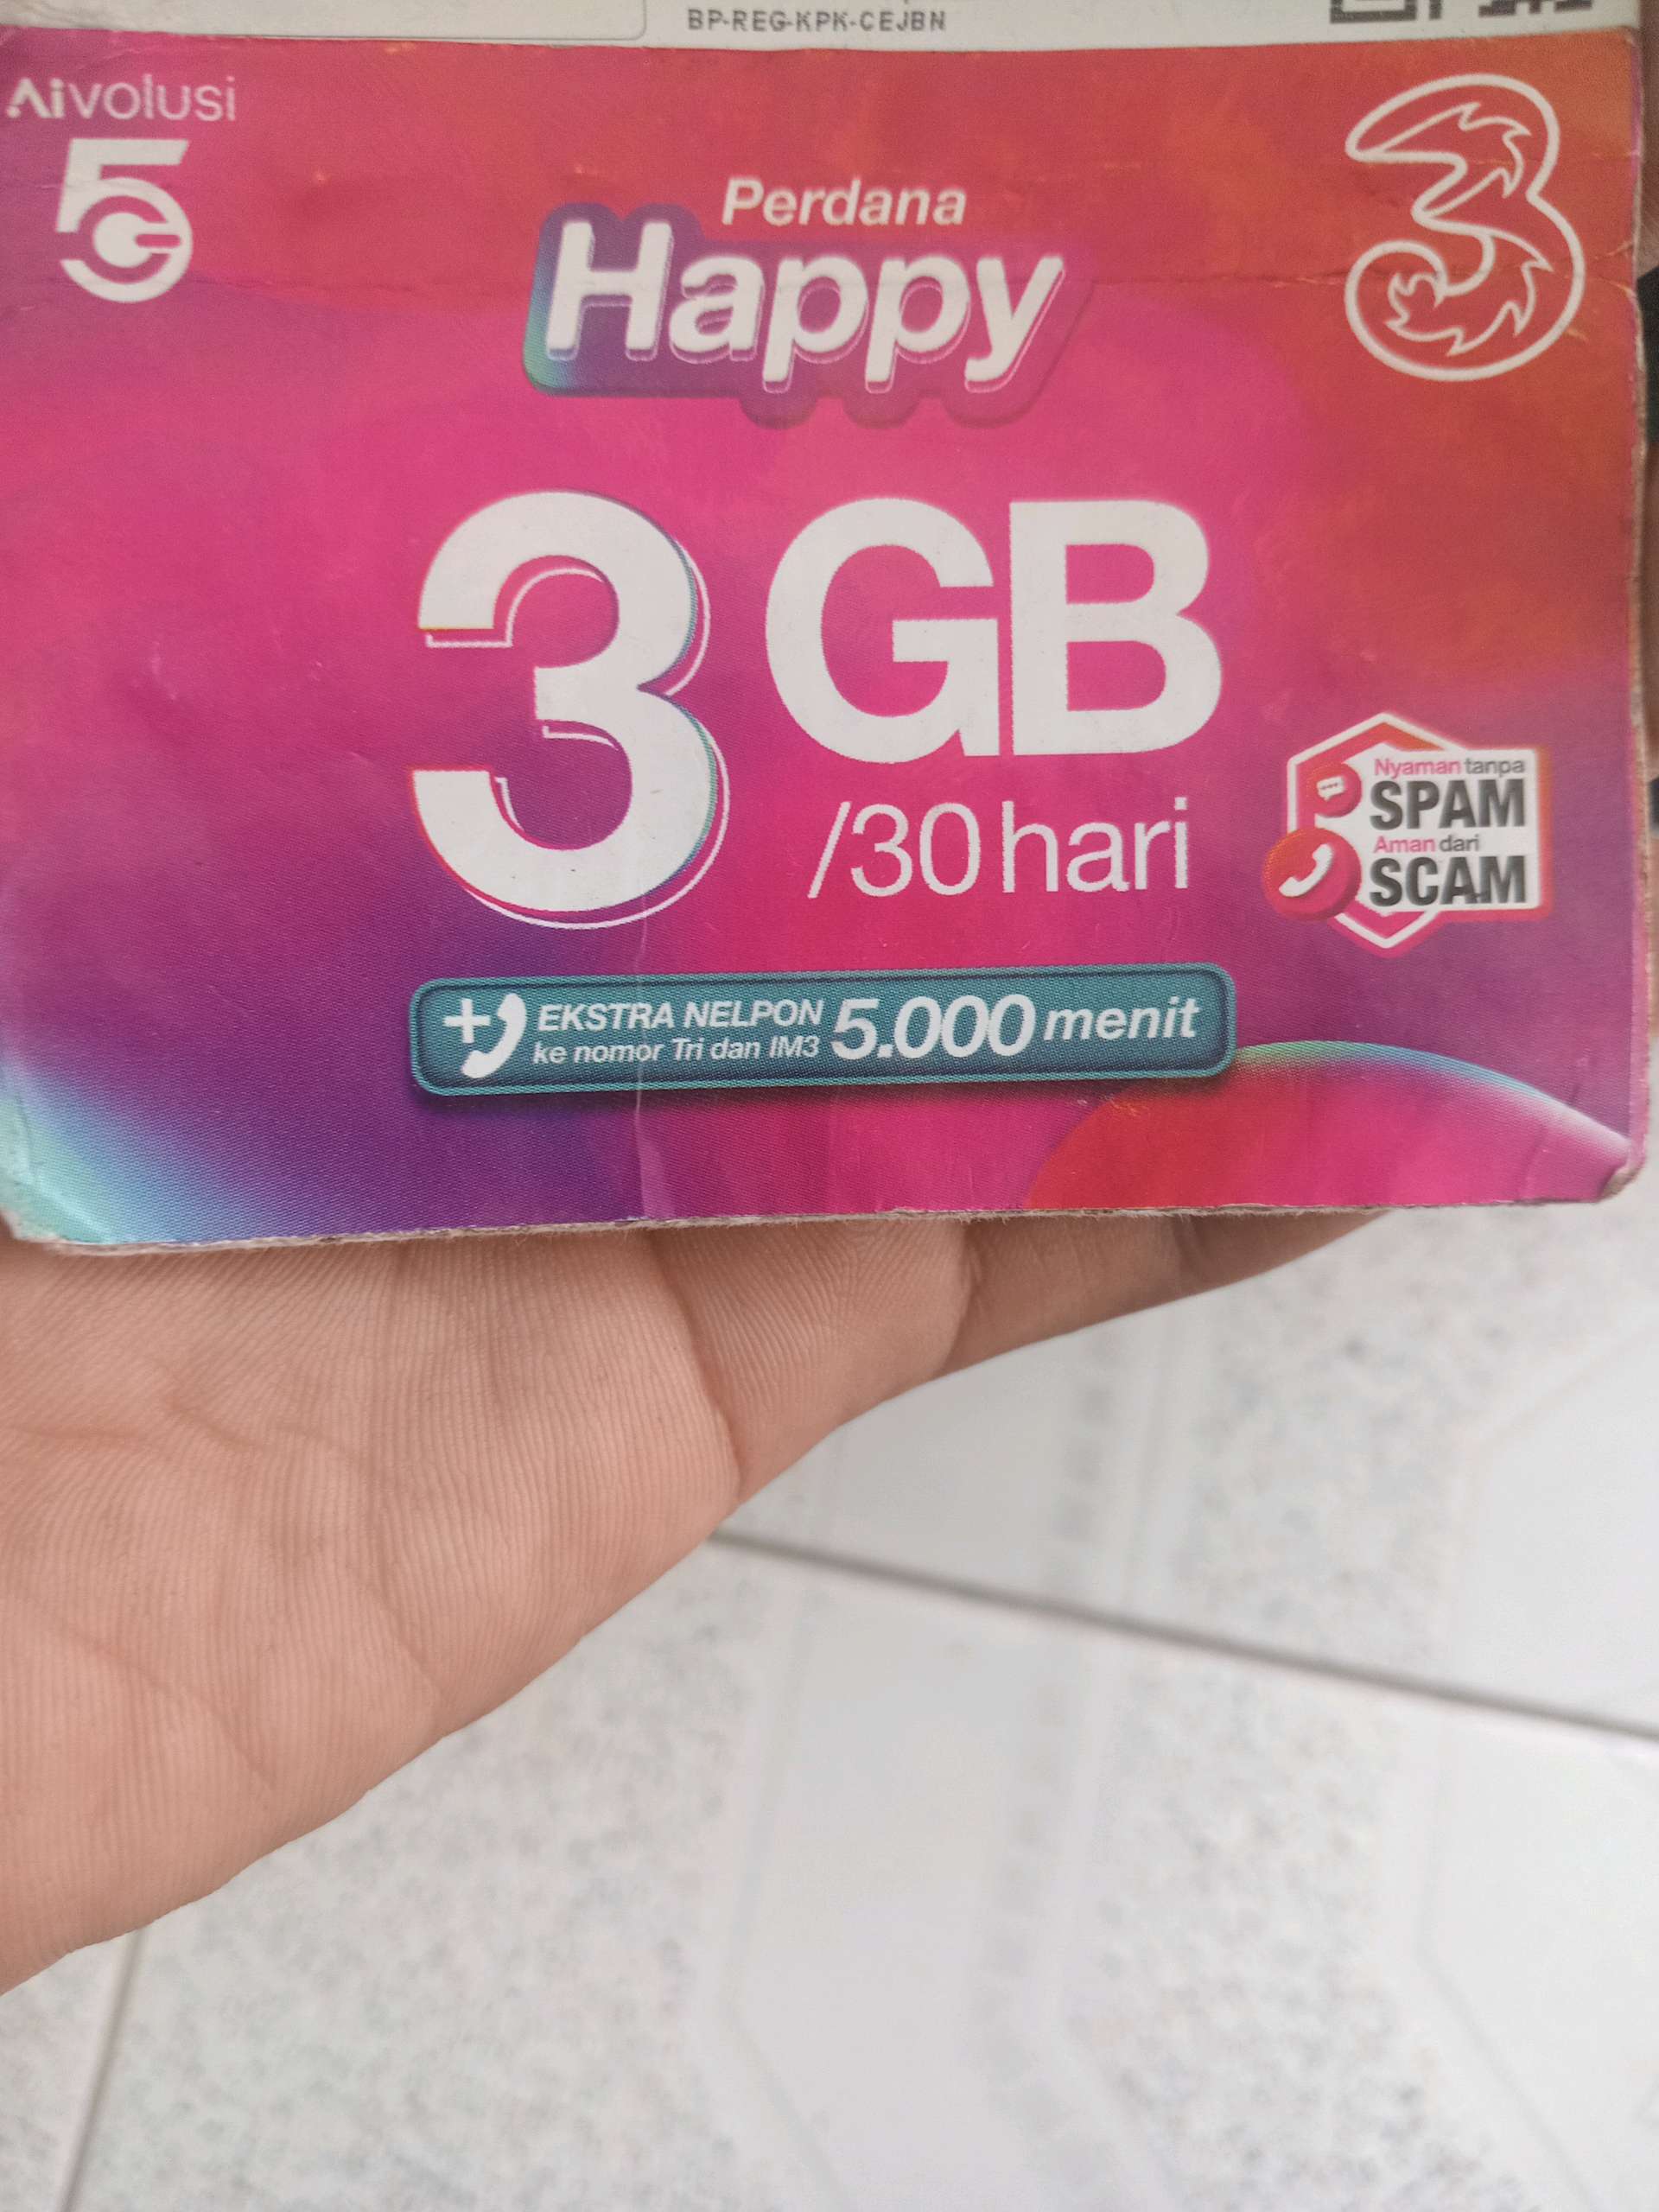 BP-REG-KPK-CEJBN
Aivolusi
5G
Perdana
Happy
3
3 GB
/30 hari
Nyaman tanpa
SPAM
Aman dari
SCAM
+ EKSTRA NELPON 5.000 menit
ke nomor Tri dan IM3